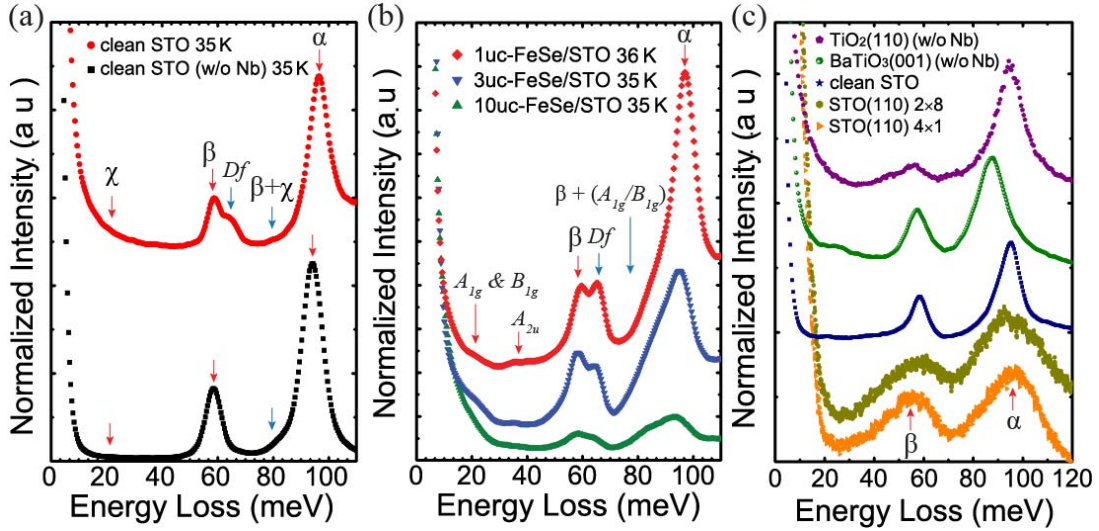 (a)
clean STO 35 K
clean STO (w/o Nb) 35 K
α
χ
β
Df
β+χ
Normalized Intensity (a u)
0 20 40 60 80 100
Energy Loss (meV)
(b)
1uc-FeSe/STO 36 K
3uc-FeSe/STO 35 K
10uc-FeSe/STO 35 K
α
β + (A1g/B1g)
β Df
A1g & B1g
A2u
Normalized Intensity (a. u)
0 20 40 60 80 100
Energy Loss (meV)
(c)
TiO2(110) (w/o Nb)
BaTiO3(001) (w/o Nb)
clean STO
STO(110) 2×8
STO(110) 4×1
β
α
Normalized Intensity (a u)
0 20 40 60 80 100 120
Energy Loss (meV)